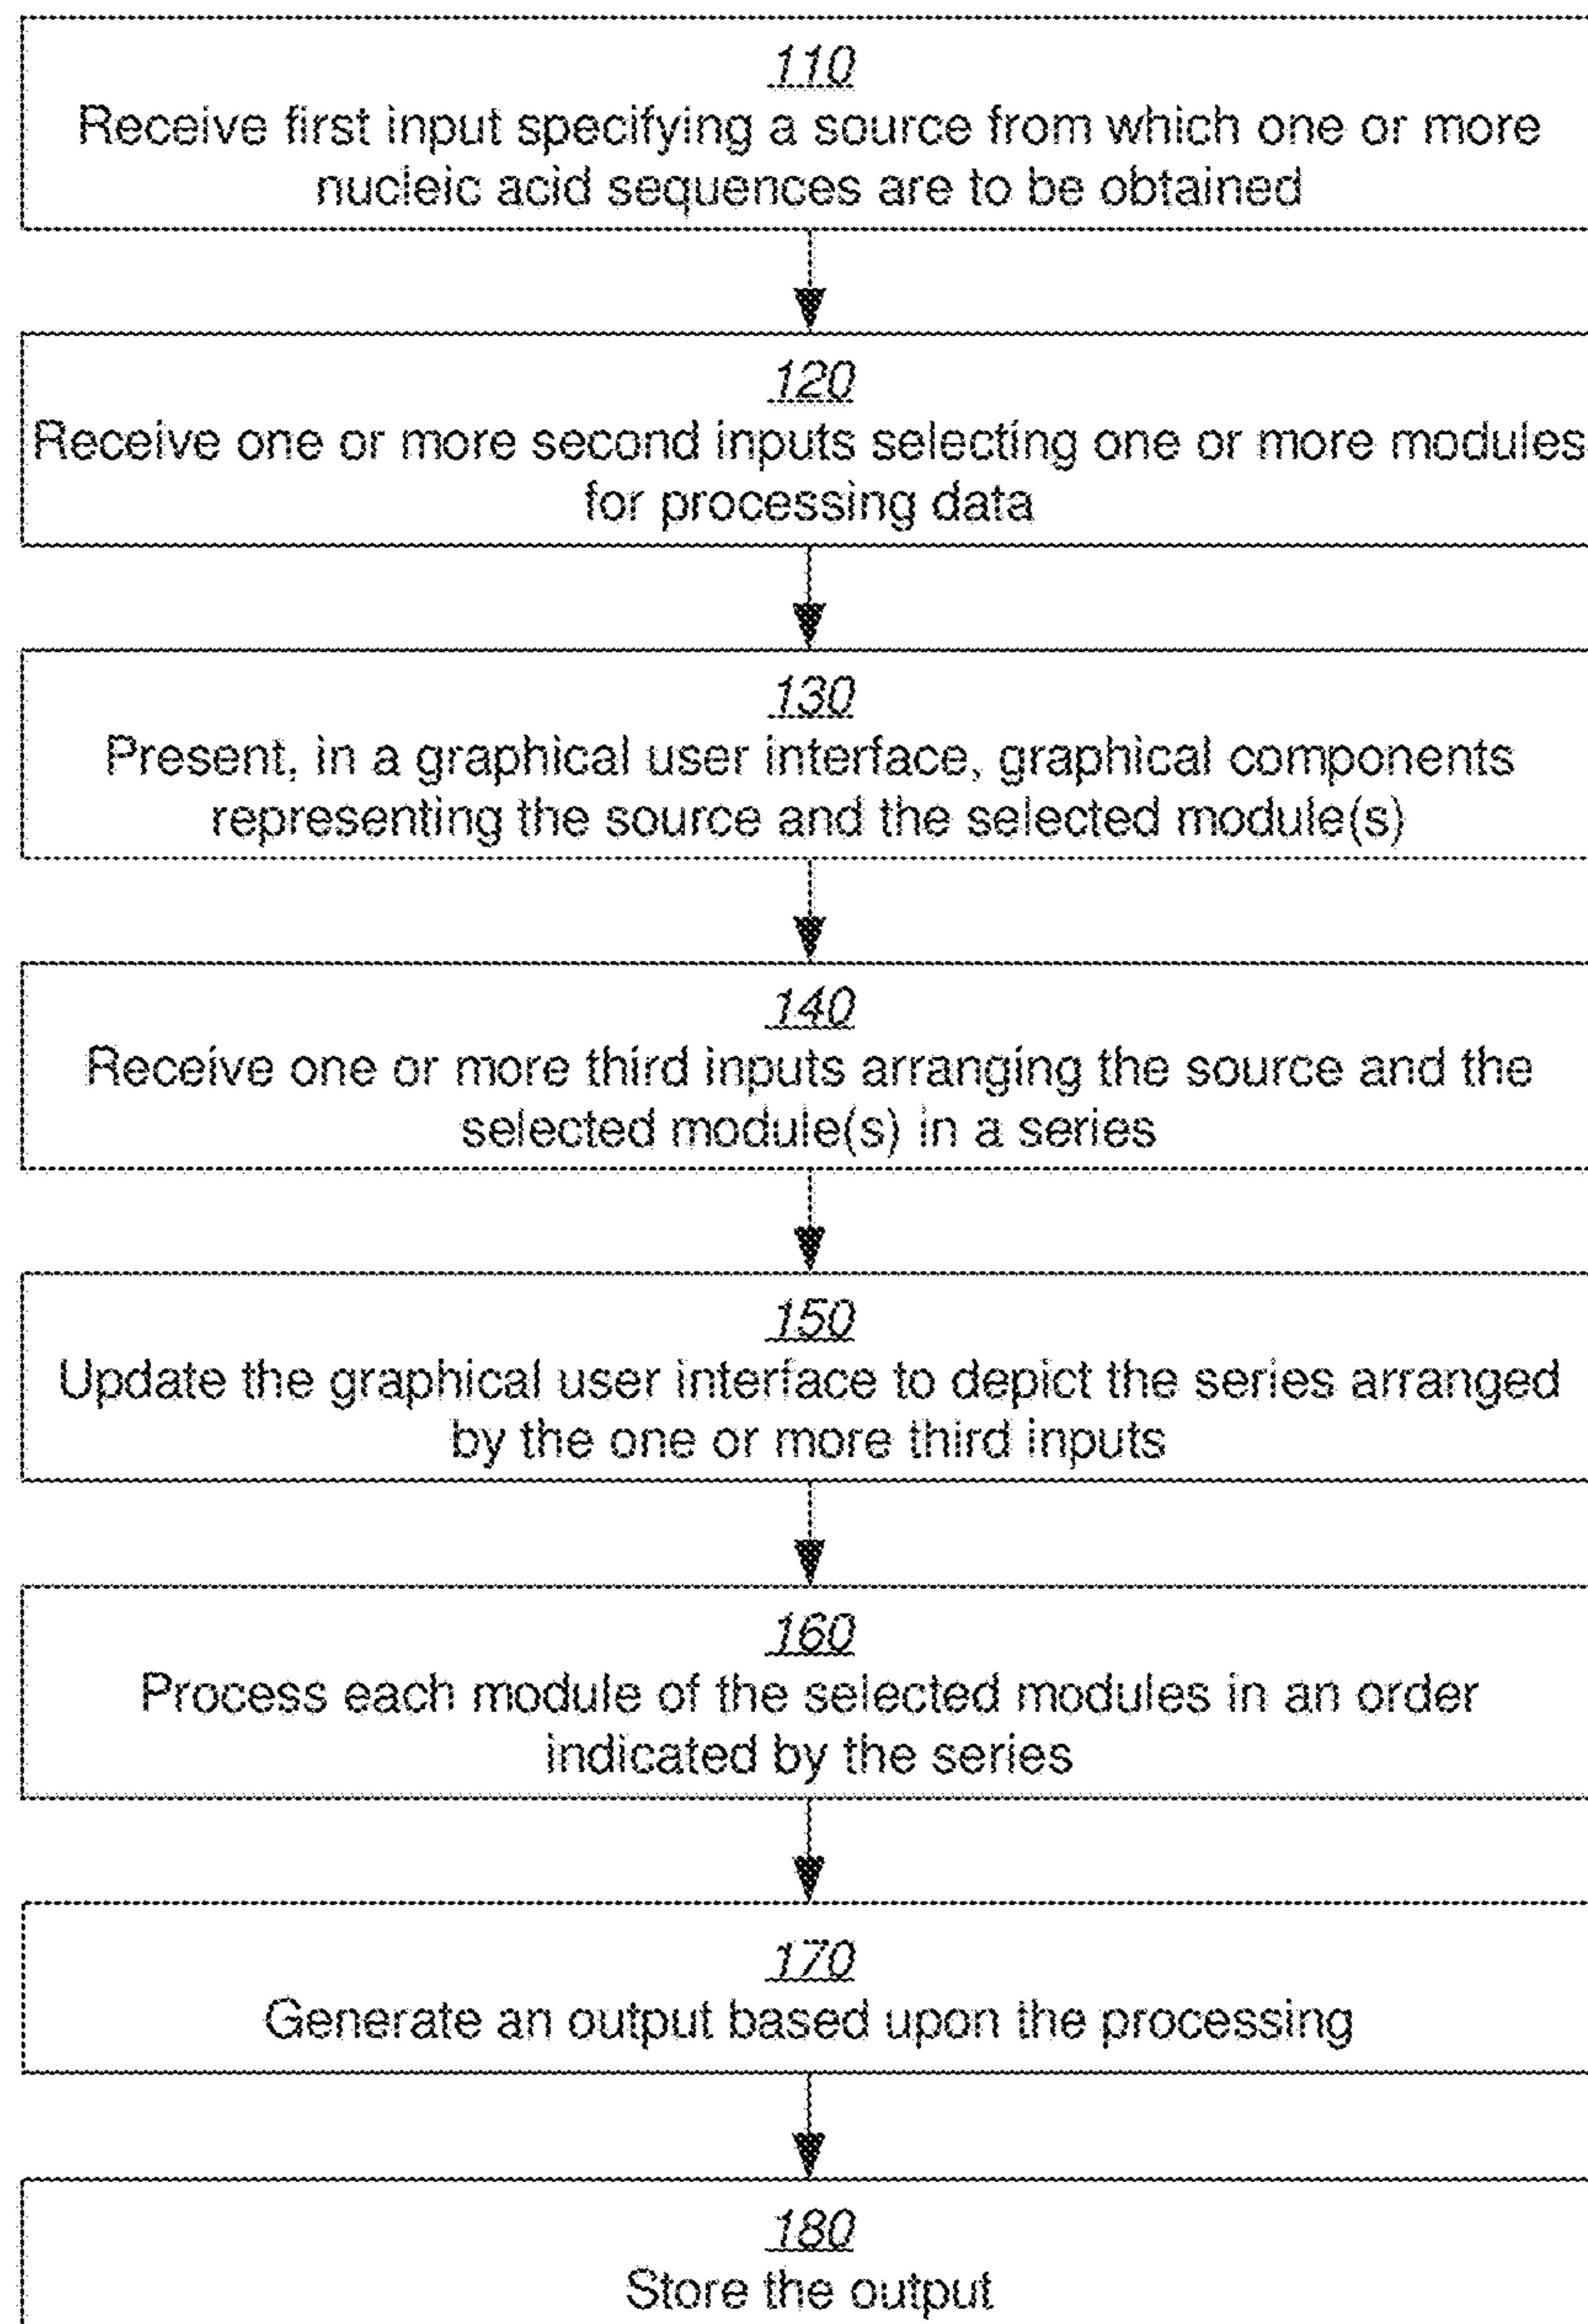 110
Receive first input specifying a source from which one or more
nucleic acid sequences are to be obtained
120
Receive one or more second inputs selecting one or more modules
for processing data
130
Present, in a graphical user interface, graphical components
representing the source and the selected module(s)
140
Receive one or more third inputs arranging the source and the
selected module(s) in a series
150
Update the graphical user interface to depict the series arranged
by the one or more third inputs
160
Process each module of the selected modules in an order
indicated by the series
170
Generate an output based upon the processing
180
Store the output